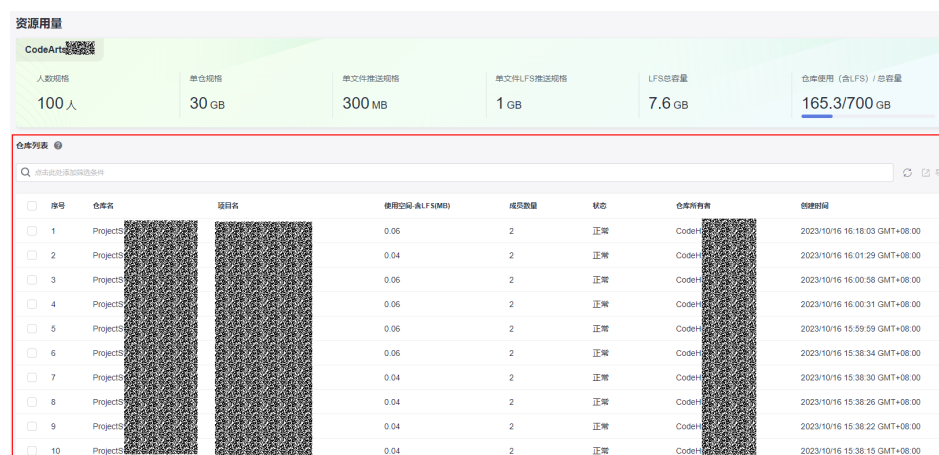 资源用量
CodeArts
人数规格 单仓规格 单文件推送规格 单文件LFS推送规格 LFS总容量 仓库使用（含LFS）/ 总容量
100 人 30 GB 300 MB 1 GB 7.6 GB 165.3/700 GB
仓库列表
点击此处添加筛选条件
序号 仓库名 项目名 使用空间-含LFS(MB) 成员数量 状态 仓库所有者 创建时间
1 ProjectS 0.06 2 正常 CodeH 2023/10/16 16:18:03 GMT+08:00
2 ProjectS 0.04 2 正常 CodeH 2023/10/16 16:01:29 GMT+08:00
3 ProjectS 0.06 2 正常 CodeH 2023/10/16 16:00:58 GMT+08:00
4 ProjectS 0.06 2 正常 CodeH 2023/10/16 16:00:31 GMT+08:00
5 ProjectS 0.06 2 正常 CodeH 2023/10/16 15:59:59 GMT+08:00
6 ProjectS 0.06 2 正常 CodeH 2023/10/16 15:38:34 GMT+08:00
7 ProjectS 0.04 2 正常 CodeH 2023/10/16 15:38:30 GMT+08:00
8 ProjectS 0.04 2 正常 CodeH 2023/10/16 15:38:26 GMT+08:00
9 ProjectS 0.04 2 正常 CodeH 2023/10/16 15:38:22 GMT+08:00
10 ProjectS 0.04 2 正常 CodeH 2023/10/16 15:38:15 GMT+08:00